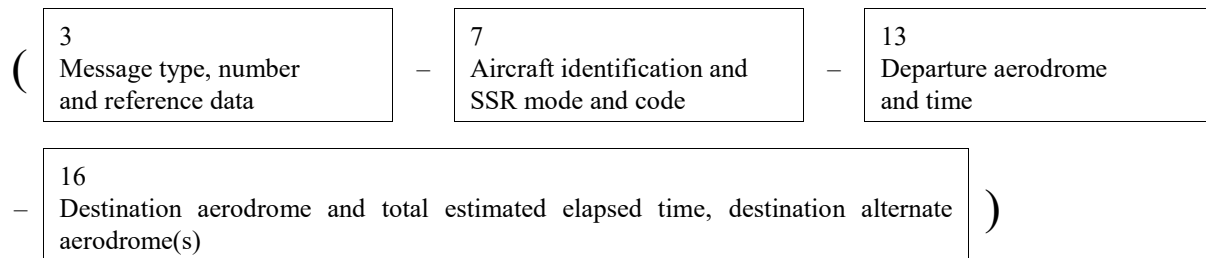 ( 3 – 7 – 13
Message type, number Aircraft identification and Departure aerodrome
and reference data SSR mode and code and time
– 16 )
Destination aerodrome and total estimated elapsed time, destination alternate
aerodrome(s)